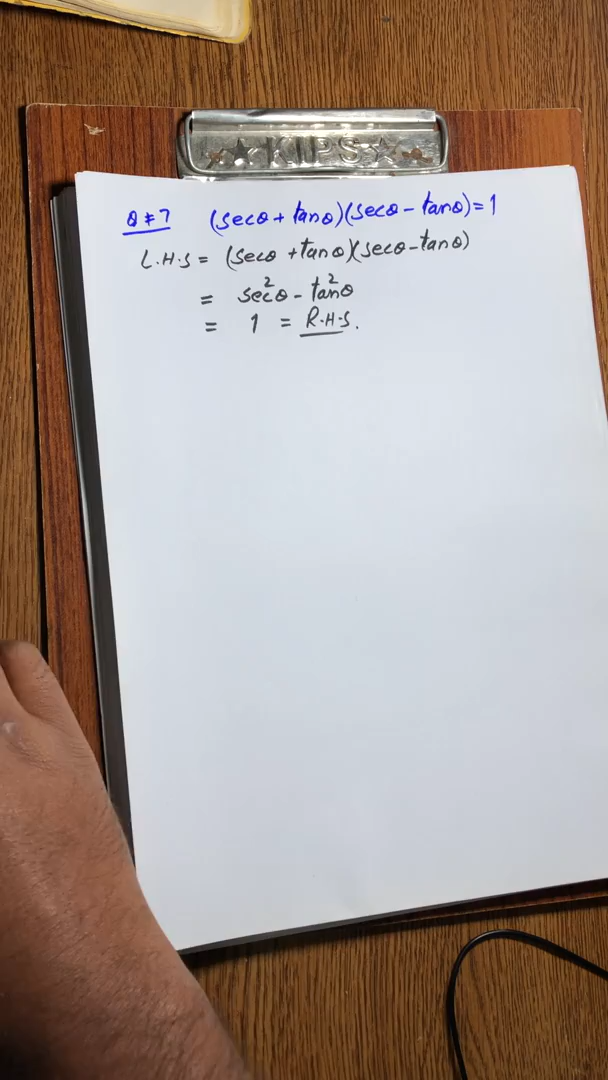 KIPS
Q#7 (secθ + tanθ)(secθ - tanθ) = 1
L.H.S = (secθ + tanθ)(secθ - tanθ)
= sec²θ - tan²θ
= 1 = R.H.S.